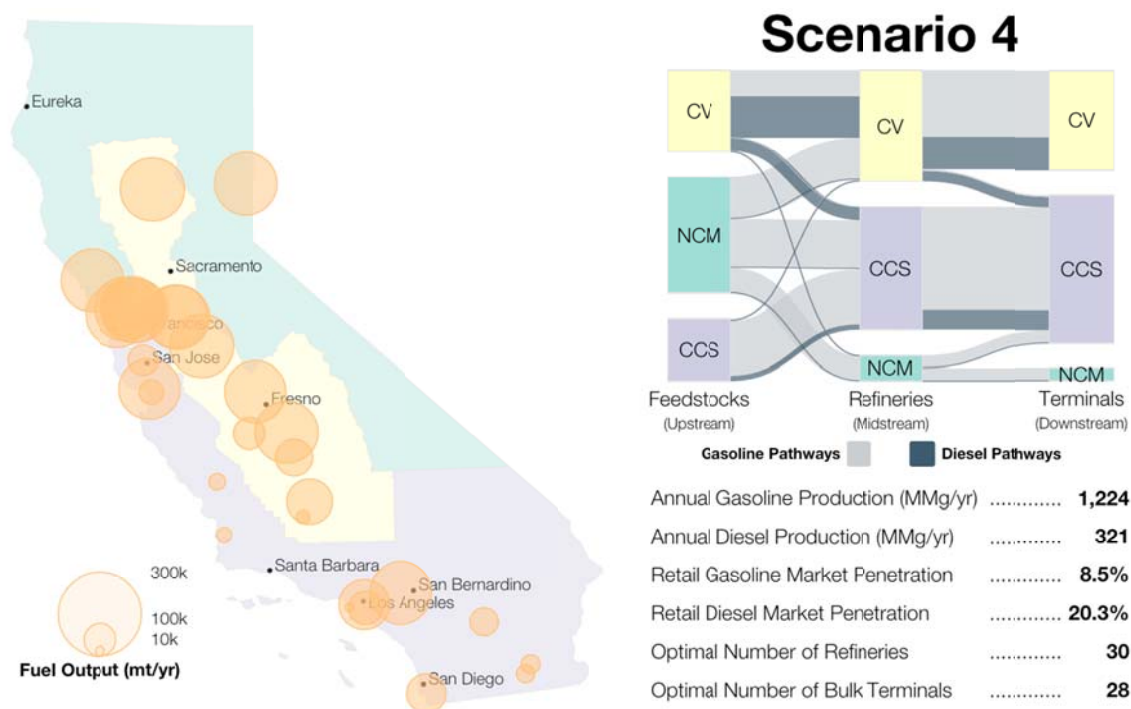 Eureka
Sacramento
San Jose
Fresno
Santa Barbara
San Bernardino
Los Angeles
San Diego
300k
100k
10k
Fuel Output (mt/yr)
Scenario 4
CV
NCM
CCS
CV
CCS
NCM
CV
CCS
NCM
Feedstocks
(Upstream)
Refineries
(Midstream)
Terminals
(Downstream)
Gasoline Pathways
Diesel Pathways
Annual Gasoline Production (MMg/yr) ............ 1,224
Annual Diesel Production (MMg/yr) ............ 321
Retail Gasoline Market Penetration ............ 8.5%
Retail Diesel Market Penetration ............ 20.3%
Optimal Number of Refineries ............ 30
Optimal Number of Bulk Terminals ............ 28